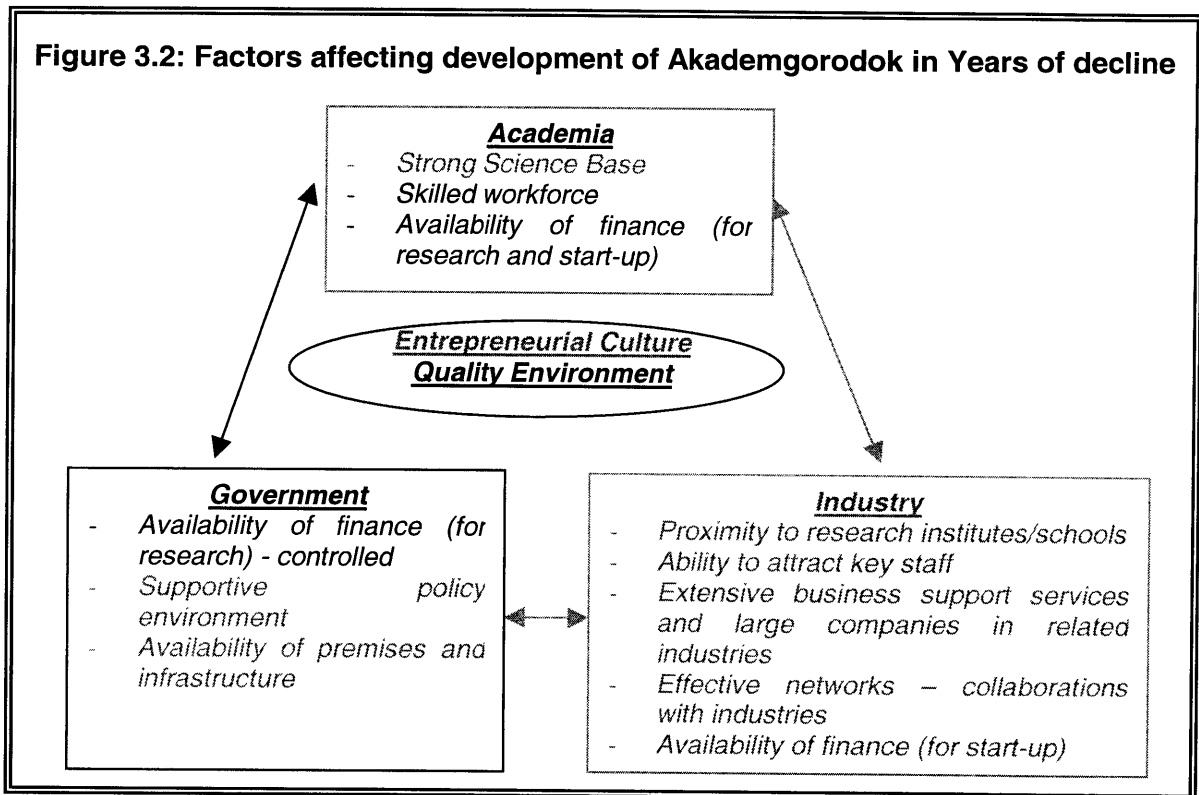 Figure 3.2: Factors affecting development of Akademgorodok in Years of decline
Academia
- Strong Science Base
- Skilled workforce
- Availability of finance (for
research and start-up)
Entrepreneurial Culture
Quality Environment
Government
- Availability of finance (for
research) - controlled
- Supportive policy
environment
- Availability of premises and
infrastructure
Industry
- Proximity to research institutes/schools
- Ability to attract key staff
- Extensive business support services
and large companies in related
industries
- Effective networks – collaborations
with industries
- Availability of finance (for start-up)